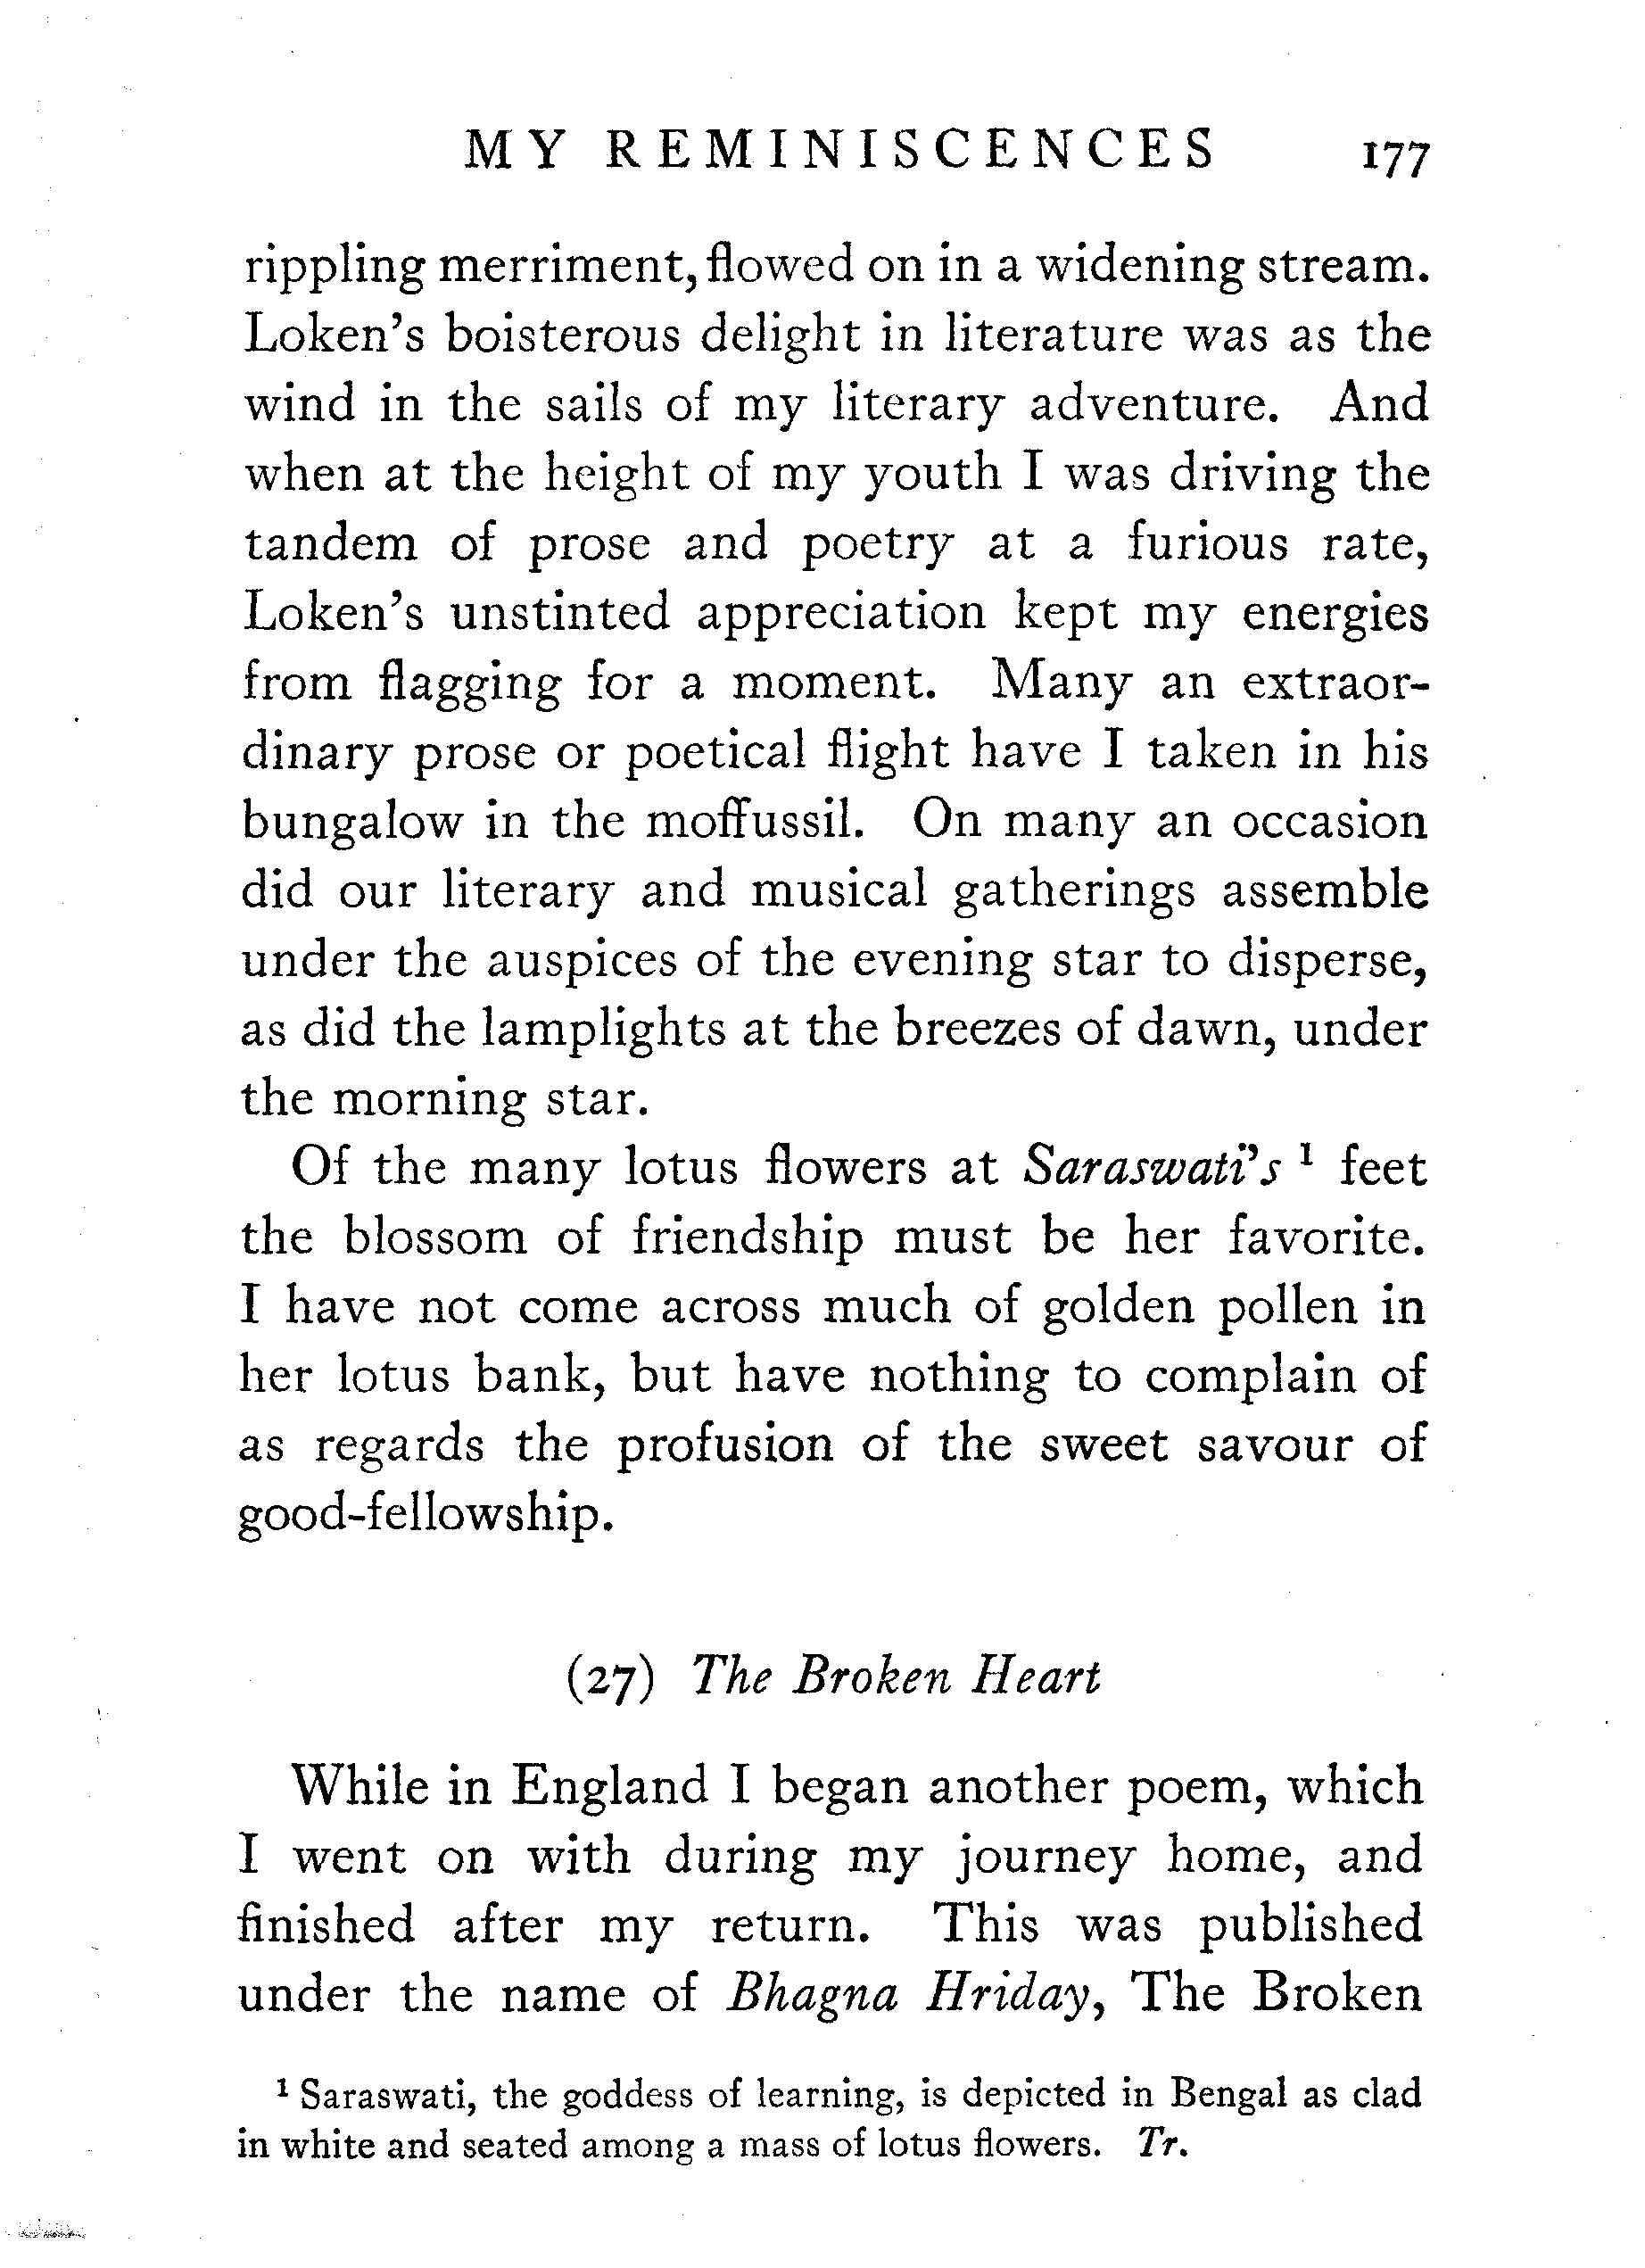 MY REMINISCENCES 177
rippling merriment, flowed on in a widening stream.
Loken's boisterous delight in literature was as the
wind in the sails of my literary adventure. And
when at the height of my youth I was driving the
tandem of prose and poetry at a furious rate,
Loken's unstinted appreciation kept my energies
from flagging for a moment. Many an extraor-
dinary prose or poetical flight have I taken in his
bungalow in the moffussil. On many an occasion
did our literary and musical gatherings assemble
under the auspices of the evening star to disperse,
as did the lamplights at the breezes of dawn, under
the morning star.
Of the many lotus flowers at Saraswati's ¹ feet
the blossom of friendship must be her favorite.
I have not come across much of golden pollen in
her lotus bank, but have nothing to complain of
as regards the profusion of the sweet savour of
good-fellowship.
(27) The Broken Heart
While in England I began another poem, which
I went on with during my journey home, and
finished after my return. This was published
under the name of Bhagna Hriday, The Broken
¹ Saraswati, the goddess of learning, is depicted in Bengal as clad
in white and seated among a mass of lotus flowers. Tr.